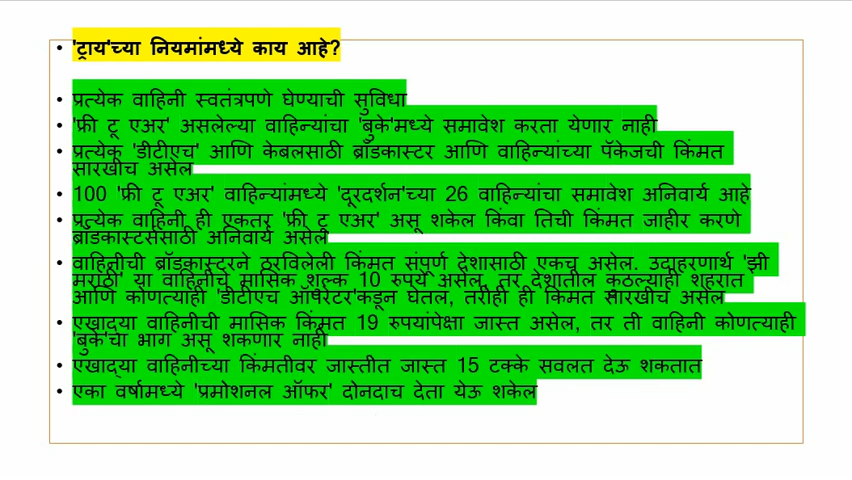 • 'ट्राय'च्या नियमांमध्ये काय आहे?
• प्रत्येक वाहिनी स्वतंत्रपणे घेण्याची सुविधा
• 'फ्री टू एअर' असलेल्या वाहिन्यांचा 'बुके'मध्ये समावेश करता येणार नाही
• प्रत्येक 'डीटीएच' आणि केबलसाठी ब्रॉडकास्टर आणि वाहिन्यांच्या पॅकेजची किंमत
सारखीच असेल
• 100 'फ्री टू एअर' वाहिन्यांमध्ये 'दूरदर्शन'च्या 26 वाहिन्यांचा समावेश अनिवार्य आहे
• प्रत्येक वाहिनी ही एकतर 'फ्री टू एअर' असू शकेल किंवा तिची किंमत जाहीर करणे
ब्रॉडकास्टर्ससाठी अनिवार्य असेल
• वाहिनीची ब्रॉडकास्टरने ठरविलेली किंमत संपूर्ण देशासाठी एकच असेल. उदाहरणार्थ 'झी
मराठी' या वाहिनीचे मासिक शुल्क 10 रुपये असेल, तर देशातील कुठल्याही शहरात
आणि कोणत्याही 'डीटीएच ऑपरेटर'कडून घेतलं, तरीही ही किंमत सारखीच असेल
• एखाद्या वाहिनीची मासिक किंमत 19 रुपयांपेक्षा जास्त असेल, तर ती वाहिनी कोणत्याही
'बुके'चा भाग असू शकणार नाही
• एखाद्या वाहिनीच्या किंमतीवर जास्तीत जास्त 15 टक्के सवलत देऊ शकतात
• एका वर्षामध्ये 'प्रमोशनल ऑफर' दोनदाच देता येऊ शकेल